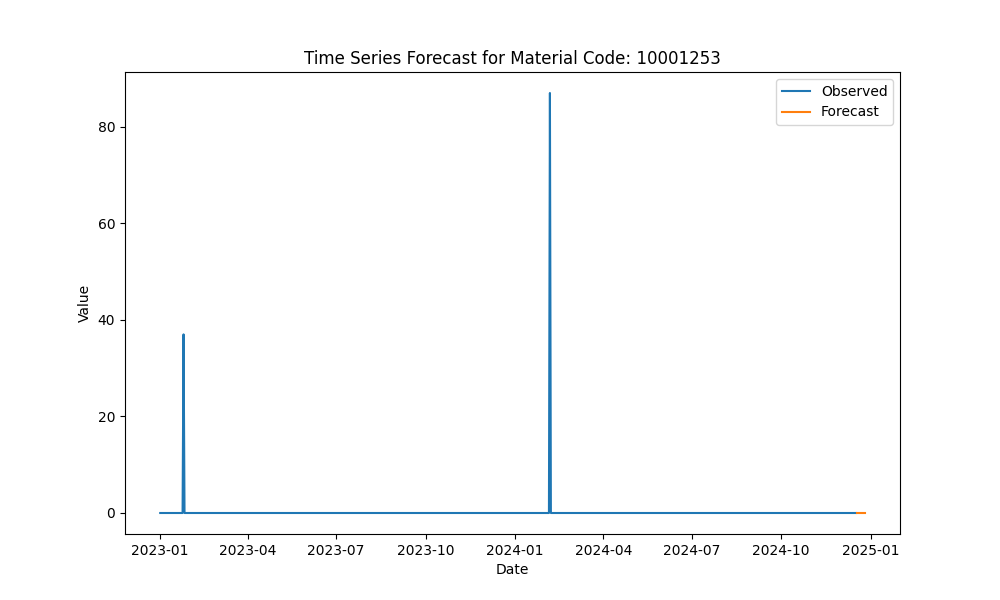 Time Series Forecast for Material Code: 10001253
Observed
Forecast
80
60
40
20
0
Value
2023-01
2023-04
2023-07
2023-10
2024-01
2024-04
2024-07
2024-10
2025-01
Date